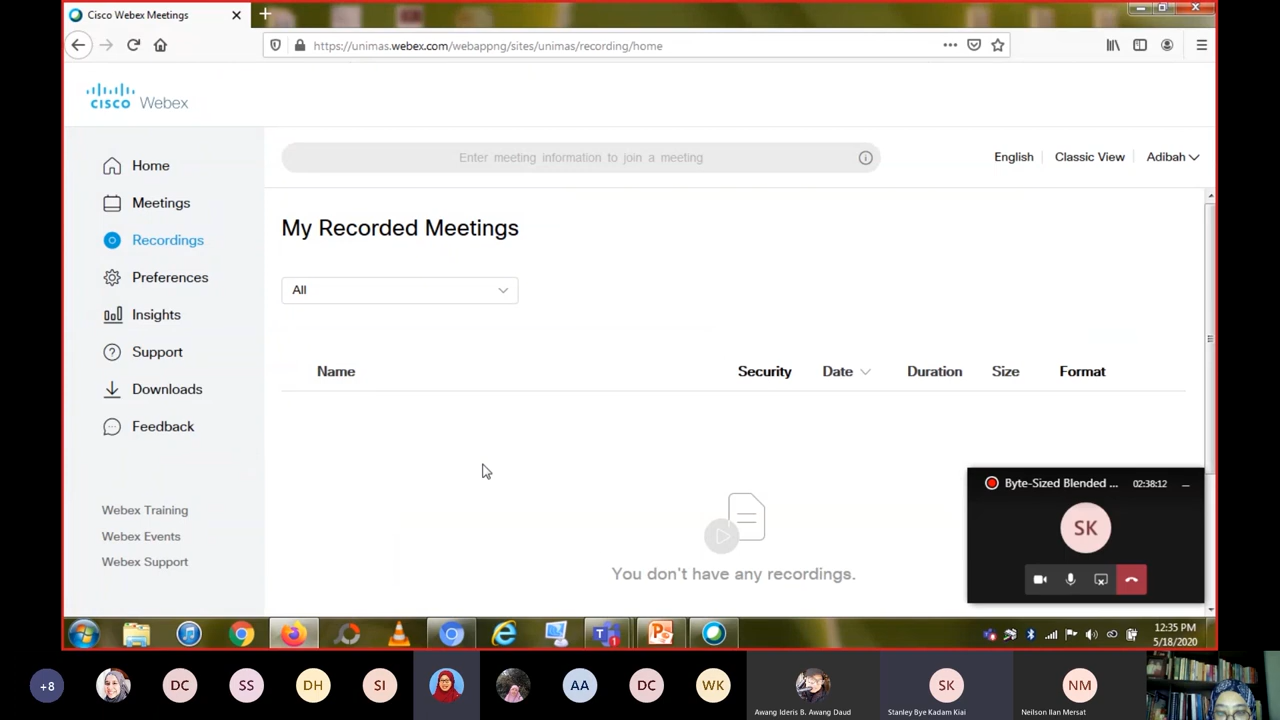 Cisco Webex Meetings
https://unimas.webex.com/webappng/sites/unimas/recording/home
CISCO Webex
Enter meeting information to join a meeting
English
Classic View
Adibah
Home
Meetings
Recordings
Preferences
Insights
Support
Downloads
Feedback
Webex Training
Webex Events
Webex Support
My Recorded Meetings
All
Name Security Date Duration Size Format
You don't have any recordings.
Byte-Sized Blended ... 02:38:12
SK
12:35 PM
5/18/2020
+8 DC SS DH SI AA DC WK SK NM
Awang Ideris B. Awang Daud
Stanley Bye Kadam Kiai
Neilson Ilan Mersat